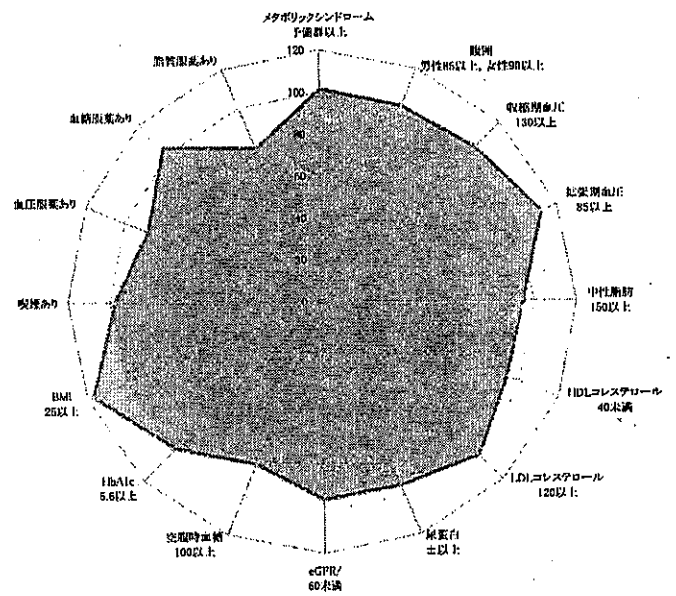 メタボリックシンドローム
予備群以上
腹囲
男性85以上, 女性90以上
収縮期血圧
130以上
拡張期血圧
85以上
中性脂肪
150以上
HDLコレステロール
40未満
LDLコレステロール
120以上
尿蛋白
±以上
eGFR/
60未満
空腹時血糖
100以上
HbA1c
5.6以上
BMI
25以上
喫煙あり
血圧服薬あり
血糖服薬あり
脂質服薬あり
120
100
80
60
40
20